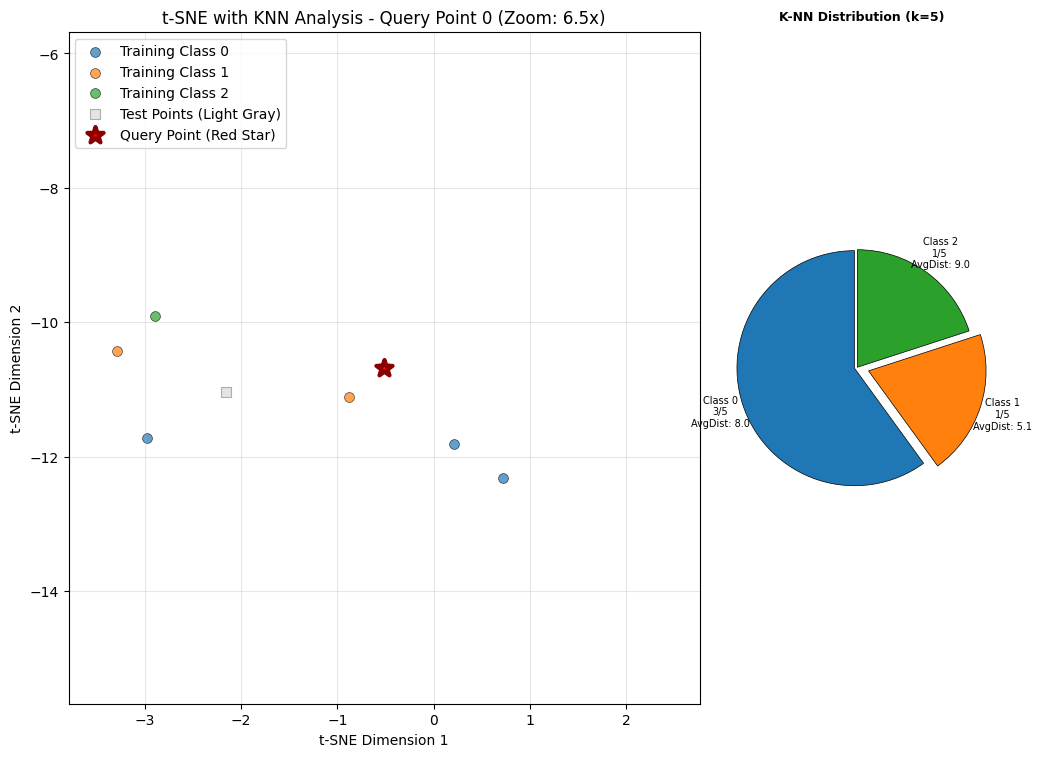 t-SNE with KNN Analysis - Query Point 0 (Zoom: 6.5x)
Training Class 0
Training Class 1
Training Class 2
Test Points (Light Gray)
Query Point (Red Star)
−6
−8
−10
−12
−14
t-SNE Dimension 2
−3
−2
−1
0
1
2
t-SNE Dimension 1
K-NN Distribution (k=5)
Class 2
1/5
AvgDist: 9.0
Class 0
3/5
AvgDist: 8.0
Class 1
1/5
AvgDist: 5.1